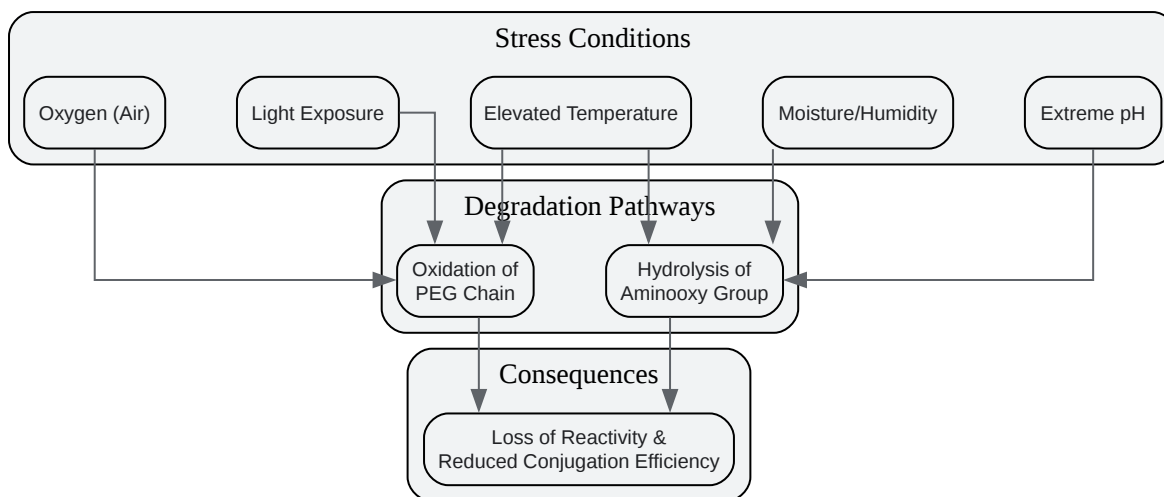 Stress Conditions
Oxygen (Air)
Light Exposure
Elevated Temperature
Moisture/Humidity
Extreme pH
Degradation Pathways
Oxidation of
PEG Chain
Hydrolysis of
Aminooxy Group
Consequences
Loss of Reactivity &
Reduced Conjugation Efficiency